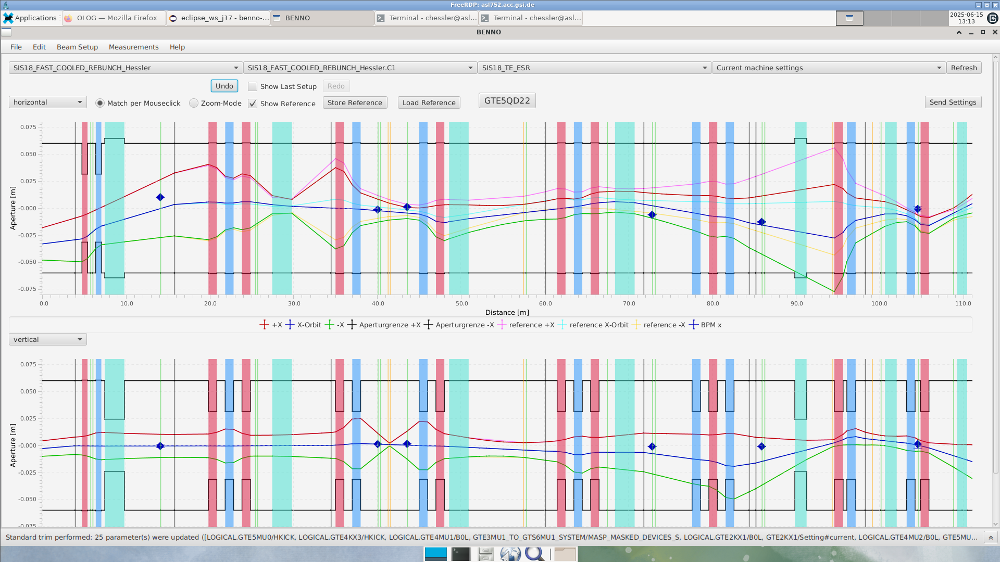 FreeRDP: asl752.acc.gsi.de
Applications
OLOG — Mozilla Firefox
eclipse_ws_j17 - benno-...
BENNO
Terminal - chessler@asl...
Terminal - chessler@asl...
2025-06-15
13:13
BENNO
File Edit Beam Setup Measurements Help
SIS18_FAST_COOLED_REBUNCH_Hessler SIS18_FAST_COOLED_REBUNCH_Hessler.C1 SIS18_TE_ESR Current machine settings Refresh
Undo Show Last Setup Redo
horizontal Match per Mouseclick Zoom-Mode Show Reference Store Reference Load Reference GTE5QD22 Send Settings
Aperture [m]
0.075
0.050
0.025
-0.000
-0.025
-0.050
-0.075
0.0 10.0 20.0 30.0 40.0 50.0 60.0 70.0 80.0 90.0 100.0 110.0
Distance [m]
+X X-Orbit -X Aperturgrenze +X Aperturgrenze -X reference +X reference X-Orbit reference -X BPM x
vertical
Aperture [m]
0.075
0.050
0.025
-0.000
-0.025
-0.050
-0.075
Standard trim performed: 25 parameter(s) were updated ([LOGICAL.GTE5MU0/HKICK, LOGICAL.GTE4KX3/HKICK, LOGICAL.GTE4MU1/B0L, GTE3MU1_TO_GTS6MU1_SYSTEM/MASP_MASKED_DEVICES_S, LOGICAL.GTE2KX1/B0L, GTE2KX1/Setting#current, LOGICAL.GTE4MU2/B0L, GTE5MU...